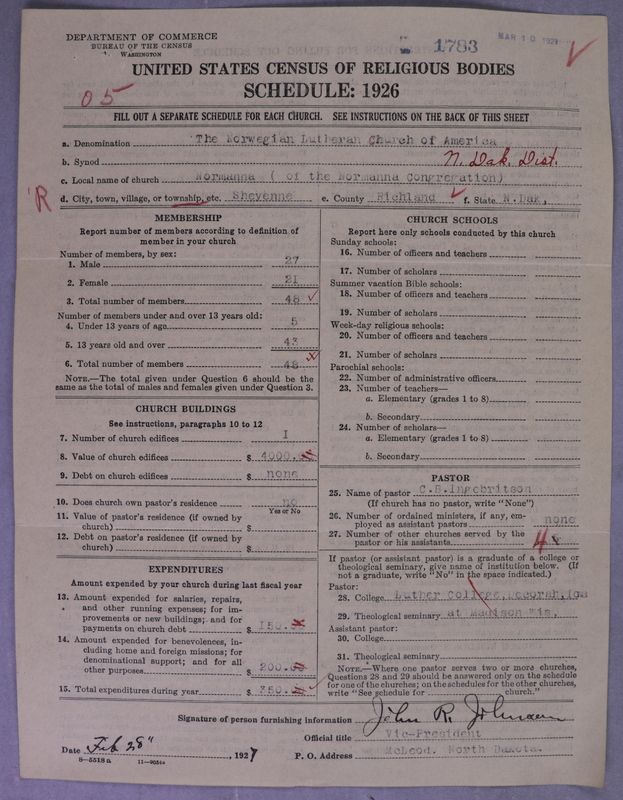 DEPARTMENT OF COMMERCE
BUREAU OF THE CENSUS
WASHINGTON
1783
MAR 10 1927
UNITED STATES CENSUS OF RELIGIOUS BODIES
SCHEDULE: 1926
05
FILL OUT A SEPARATE SCHEDULE FOR EACH CHURCH. SEE INSTRUCTIONS ON THE BACK OF THIS SHEET
a. Denomination The Norwegian Lutheran Church of America
b. Synod N. Dak. Dist.
c. Local name of church Normanna ( of the Normanna Congregation)
R d. City, town, village, or township, etc. Sheyenne e. County Richland f. State N.Dak,
MEMBERSHIP
Report number of members according to definition of
member in your church
Number of members, by sex:
1. Male 27
2. Female 21
3. Total number of members 48
Number of members under and over 13 years old:
4. Under 13 years of age 5
5. 13 years old and over 43
6. Total number of members 48
NOTE.—The total given under Question 6 should be the
same as the total of males and females given under Question 3.
CHURCH BUILDINGS
See instructions, paragraphs 10 to 12
7. Number of church edifices I
8. Value of church edifices $ 4000.
9. Debt on church edifices $ none
10. Does church own pastor's residence no
Yes or No
11. Value of pastor's residence (if owned by
church) $
12. Debt on pastor's residence (if owned by
church) $
EXPENDITURES
Amount expended by your church during last fiscal year
13. Amount expended for salaries, repairs,
and other running expenses; for im-
provements or new buildings; and for
payments on church debt $ I50.
14. Amount expended for benevolences, in-
cluding home and foreign missions; for
denominational support; and for all
other purposes $ 200.
15. Total expenditures during year $ 350.
CHURCH SCHOOLS
Report here only schools conducted by this church
Sunday schools:
16. Number of officers and teachers
17. Number of scholars
Summer vacation Bible schools:
18. Number of officers and teachers
19. Number of scholars
Week-day religious schools:
20. Number of officers and teachers
21. Number of scholars
Parochial schools:
22. Number of administrative officers
23. Number of teachers—
a. Elementary (grades 1 to 8)
b. Secondary
24. Number of scholars—
a. Elementary (grades 1 to 8)
b. Secondary
PASTOR
25. Name of pastor C.S.Ingebritson
(If church has no pastor, write "None")
26. Number of ordained ministers, if any, em-
ployed as assistant pastors none
27. Number of other churches served by the
pastor or his assistants 4
If pastor (or assistant pastor) is a graduate of a college or
theological seminary, give name of institution below. (If
not a graduate, write "No" in the space indicated.)
Pastor:
28. College Luther College,Decorah,Ioa
29. Theological seminary at Madison Wis.
Assistant pastor:
30. College
31. Theological seminary
NOTE.—Where one pastor serves two or more churches,
Questions 28 and 29 should be answered only on the schedule
for one of the churches; on the schedules for the other churches,
write "See schedule for church."
Signature of person furnishing information John R. Johnson
Official title Vic-President
Date Feb 28" , 1927 P. O. Address McLeod. North Dakota.
8—5518a 11—9054a